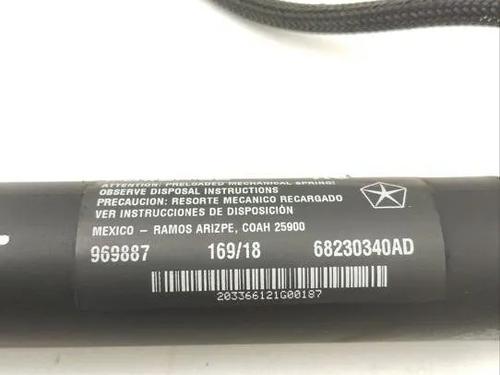 ATTENTION: PRELOADED MECHANICAL SPRING!
OBSERVE DISPOSAL INSTRUCTIONS
PRECAUCION: RESORTE MECANICO RECARGADO
VER INSTRUCCIONES DE DISPOSICIÓN
MEXICO – RAMOS ARIZPE, COAH 25900
969887 169/18 68230340AD
203366121G00187